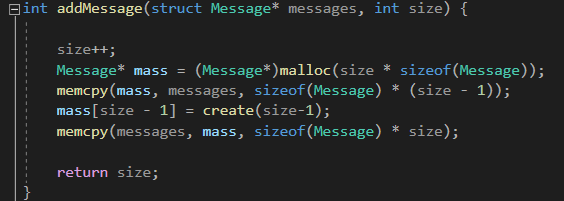 int addMessage(struct Message* messages, int size) {
size++;
Message* mass = (Message*)malloc(size * sizeof(Message));
memcpy(mass, messages, sizeof(Message) * (size - 1));
mass[size - 1] = create(size-1);
memcpy(messages, mass, sizeof(Message) * size);
return size;
}